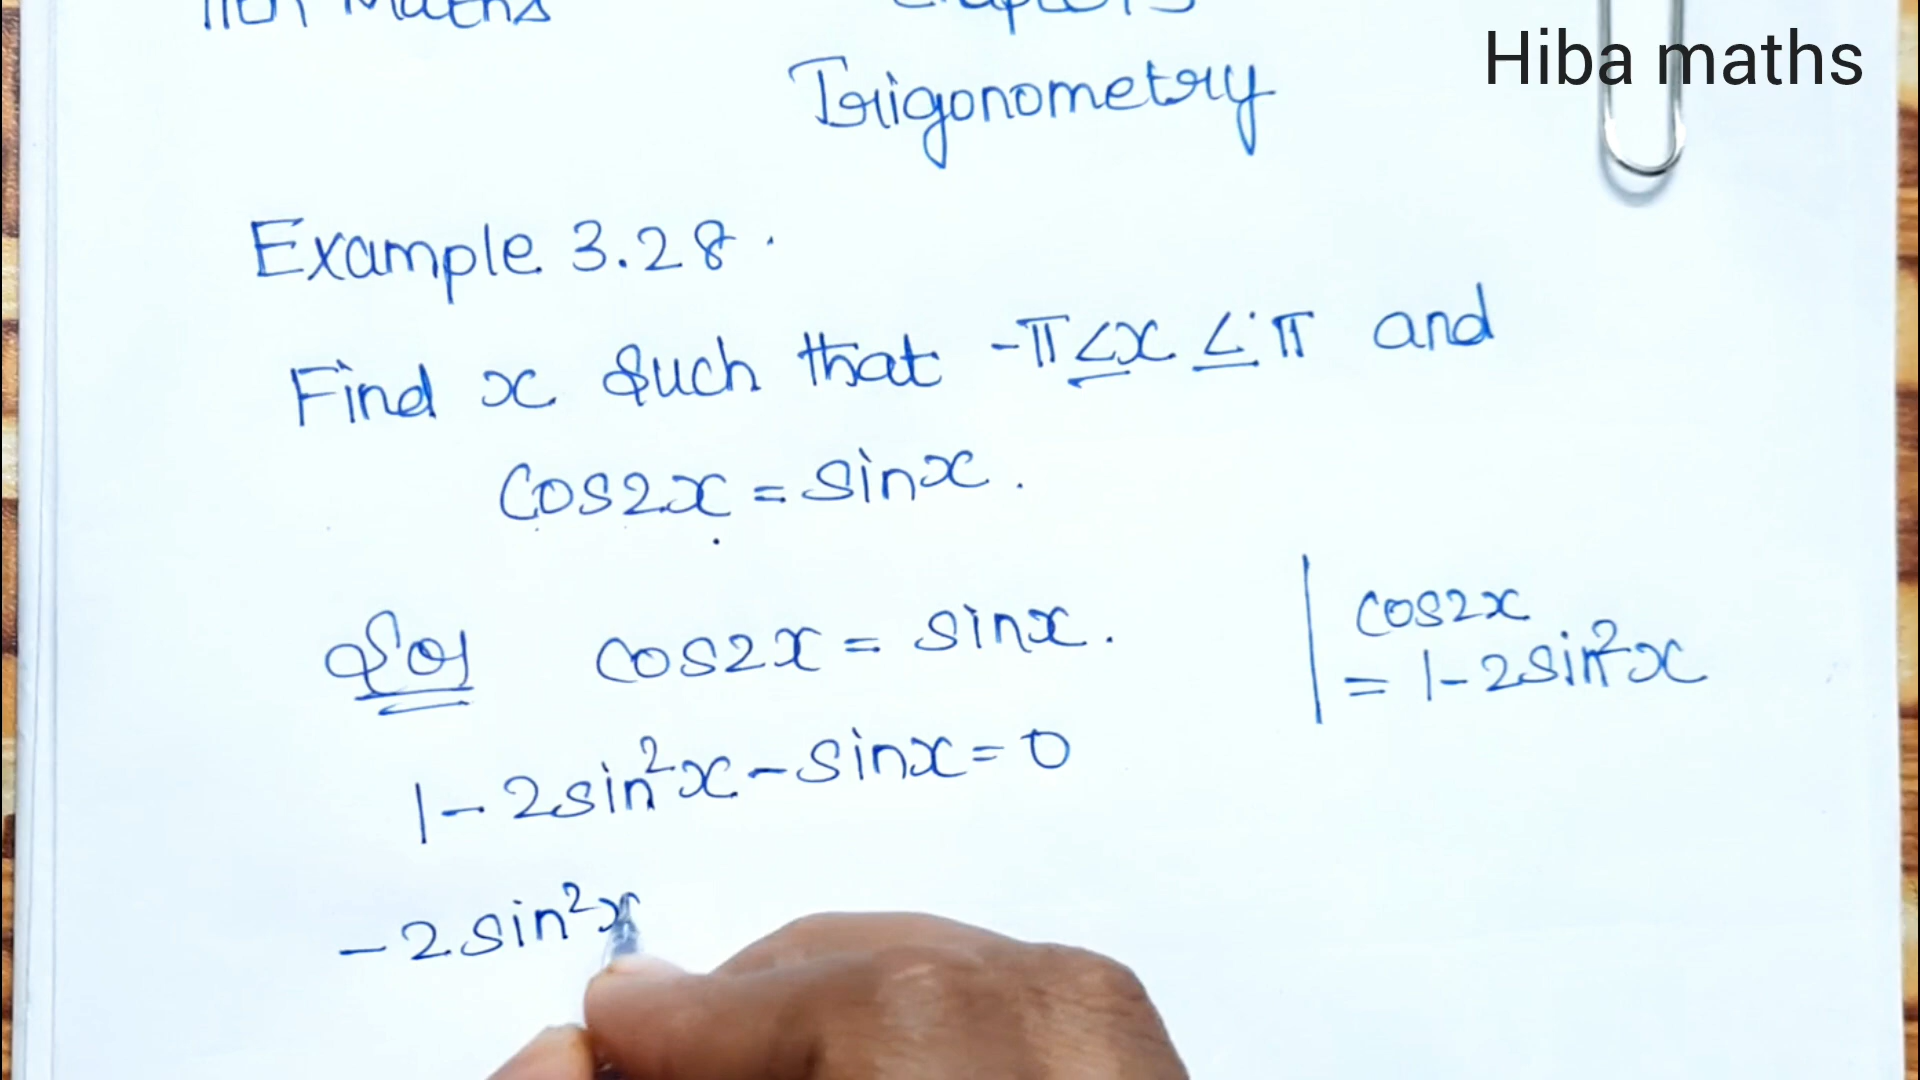 Maths
Hiba maths
Trigonometry
Example 3.28.
Find x such that -π ≤ x ≤ π and
cos2x = sinx.
Sol cos2x = sinx.
cos2x
= 1-2sin²x
1-2sin²x-sinx=0
-2sin²x